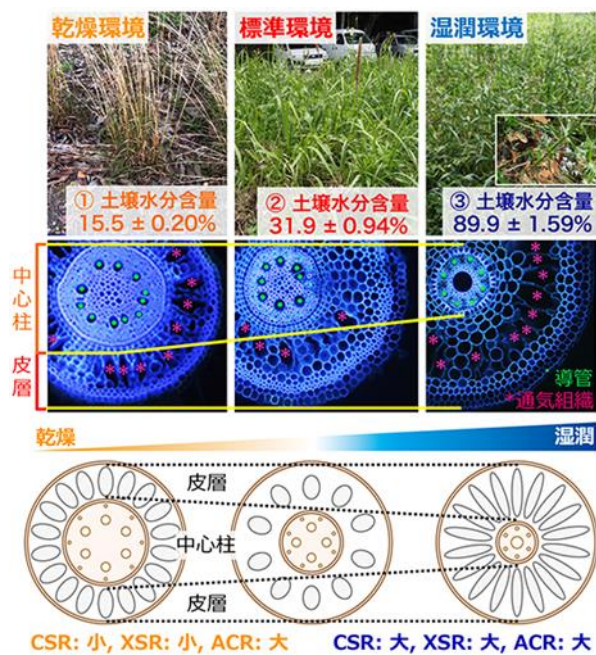 乾燥環境
標準環境
湿潤環境
① 土壌水分含量
15.5 ± 0.20%
② 土壌水分含量
31.9 ± 0.94%
③ 土壌水分含量
89.9 ± 1.59%
中心柱
皮層
導管
*通気組織
乾燥
湿潤
皮層
中心柱
皮層
CSR: 小, XSR: 小, ACR: 大
CSR: 大, XSR: 大, ACR: 大